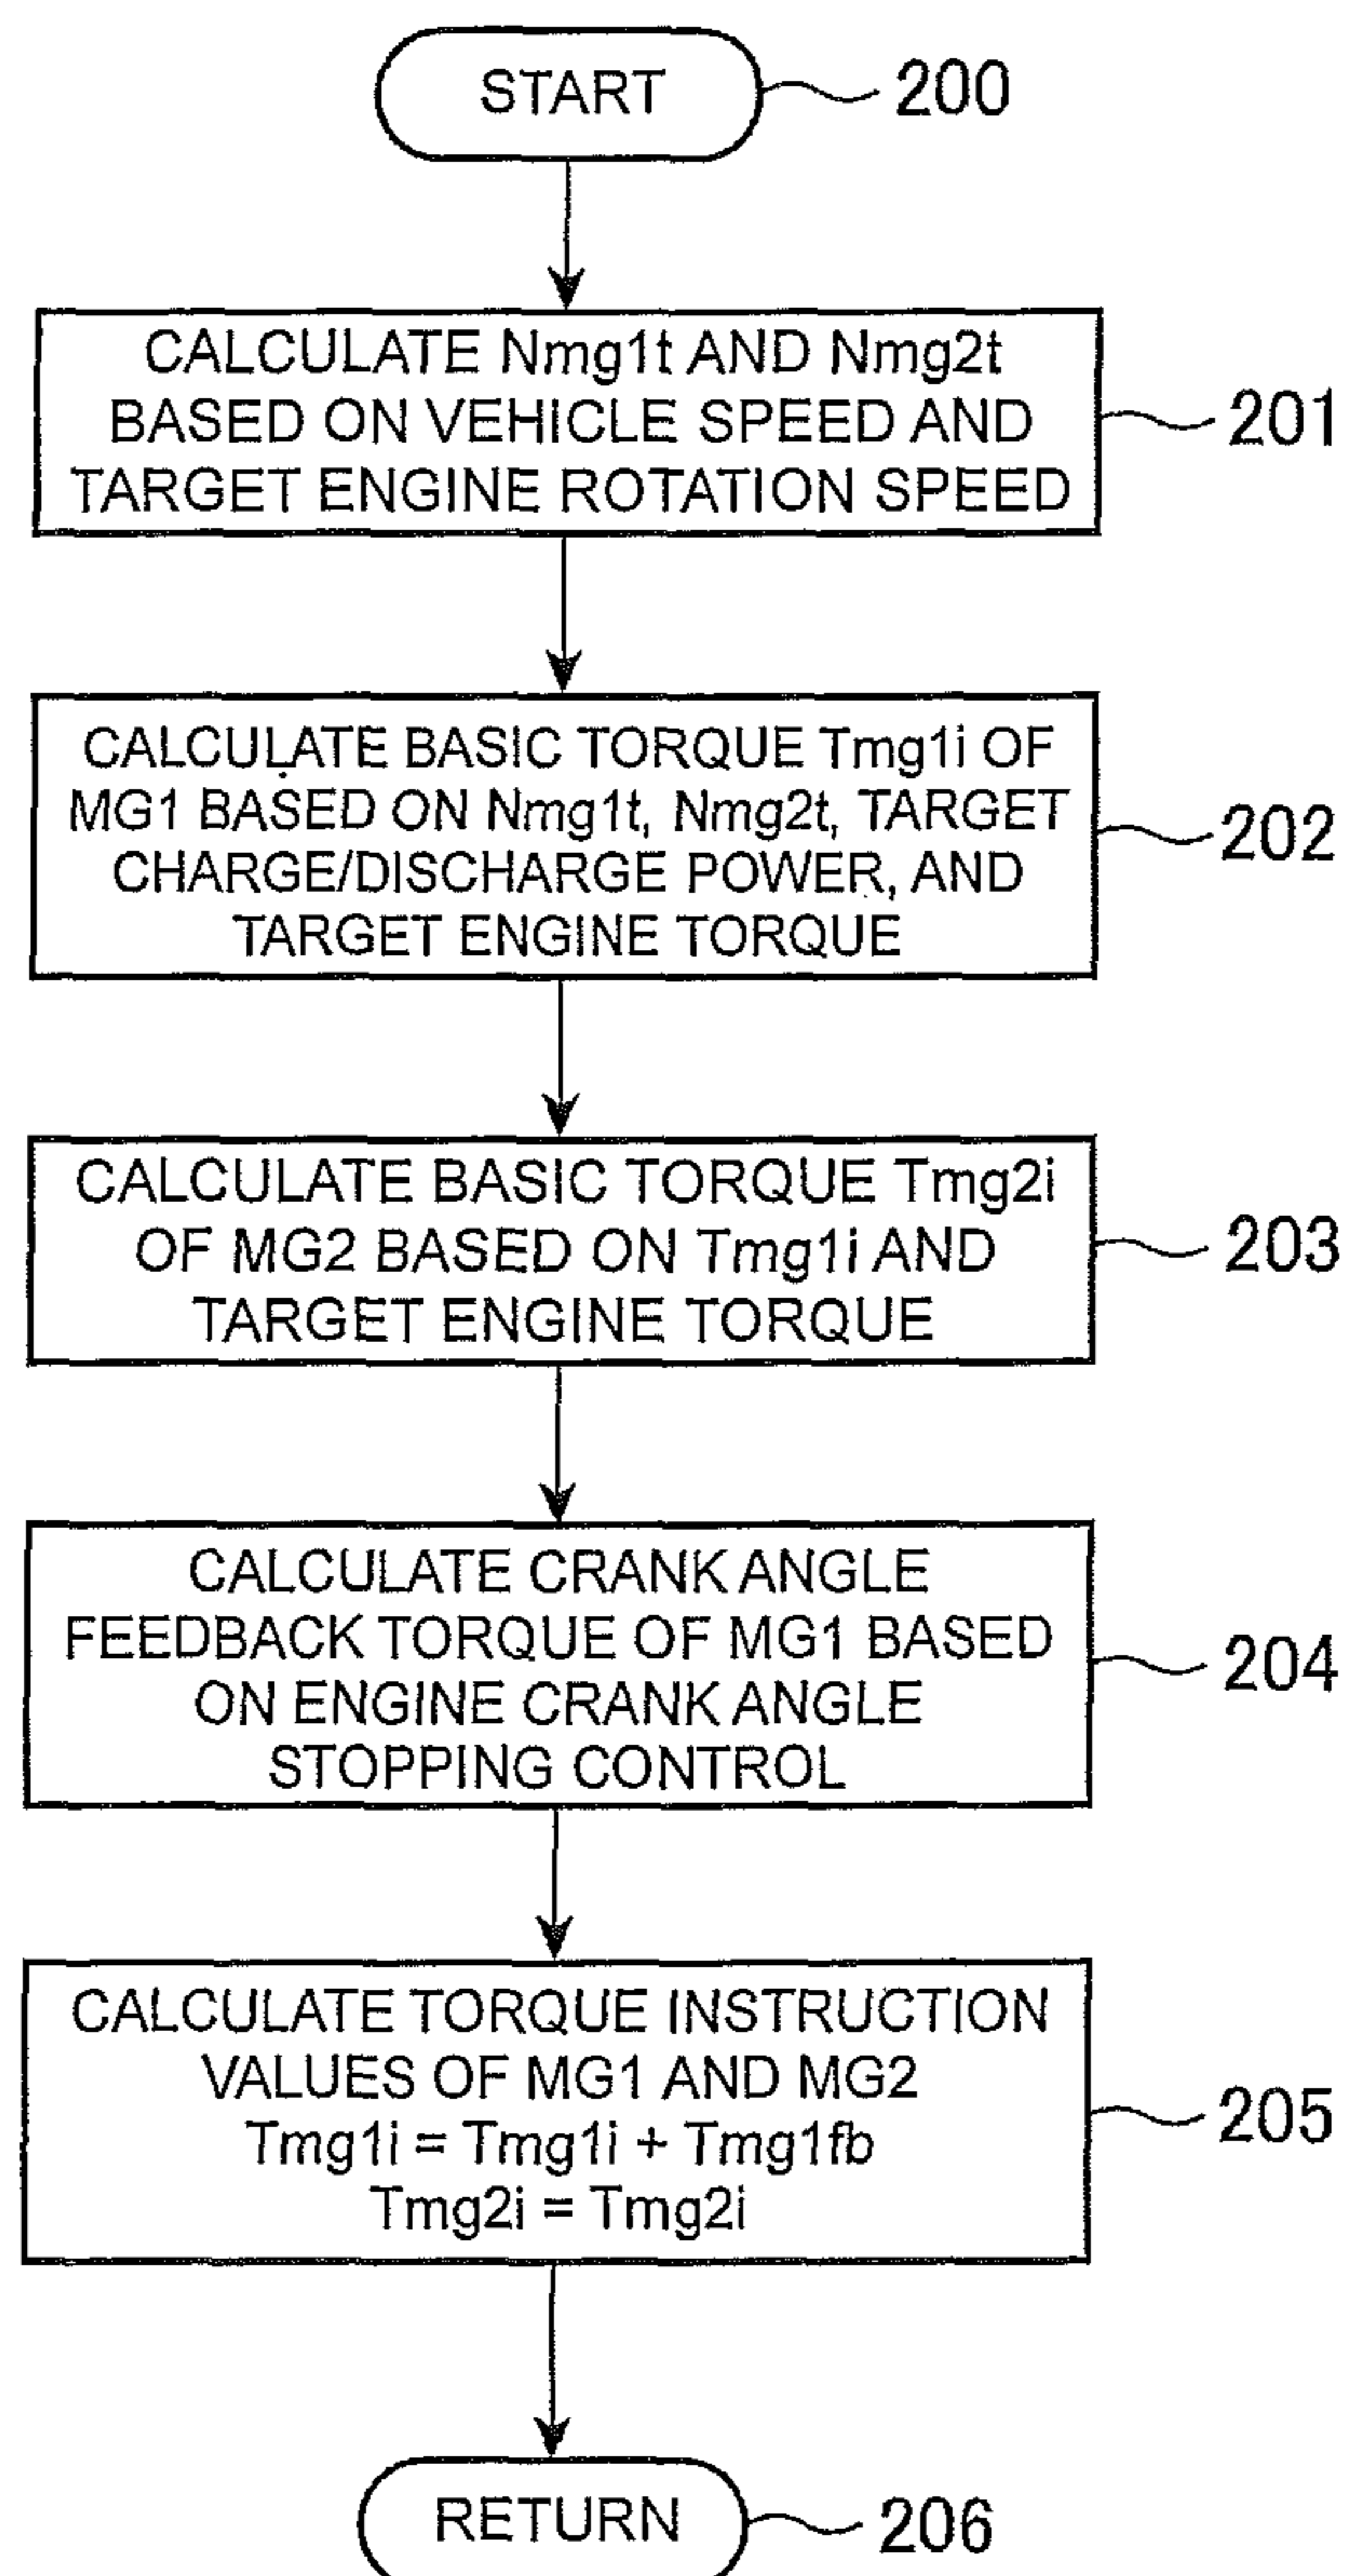 START
200
CALCULATE Nmg1t AND Nmg2t
BASED ON VEHICLE SPEED AND
TARGET ENGINE ROTATION SPEED
201
CALCULATE BASIC TORQUE Tmg1i OF
MG1 BASED ON Nmg1t, Nmg2t, TARGET
CHARGE/DISCHARGE POWER, AND
TARGET ENGINE TORQUE
202
CALCULATE BASIC TORQUE Tmg2i
OF MG2 BASED ON Tmg1i AND
TARGET ENGINE TORQUE
203
CALCULATE CRANK ANGLE
FEEDBACK TORQUE OF MG1 BASED
ON ENGINE CRANK ANGLE
STOPPING CONTROL
204
CALCULATE TORQUE INSTRUCTION
VALUES OF MG1 AND MG2
Tmg1i = Tmg1i + Tmg1fb
Tmg2i = Tmg2i
205
RETURN
206